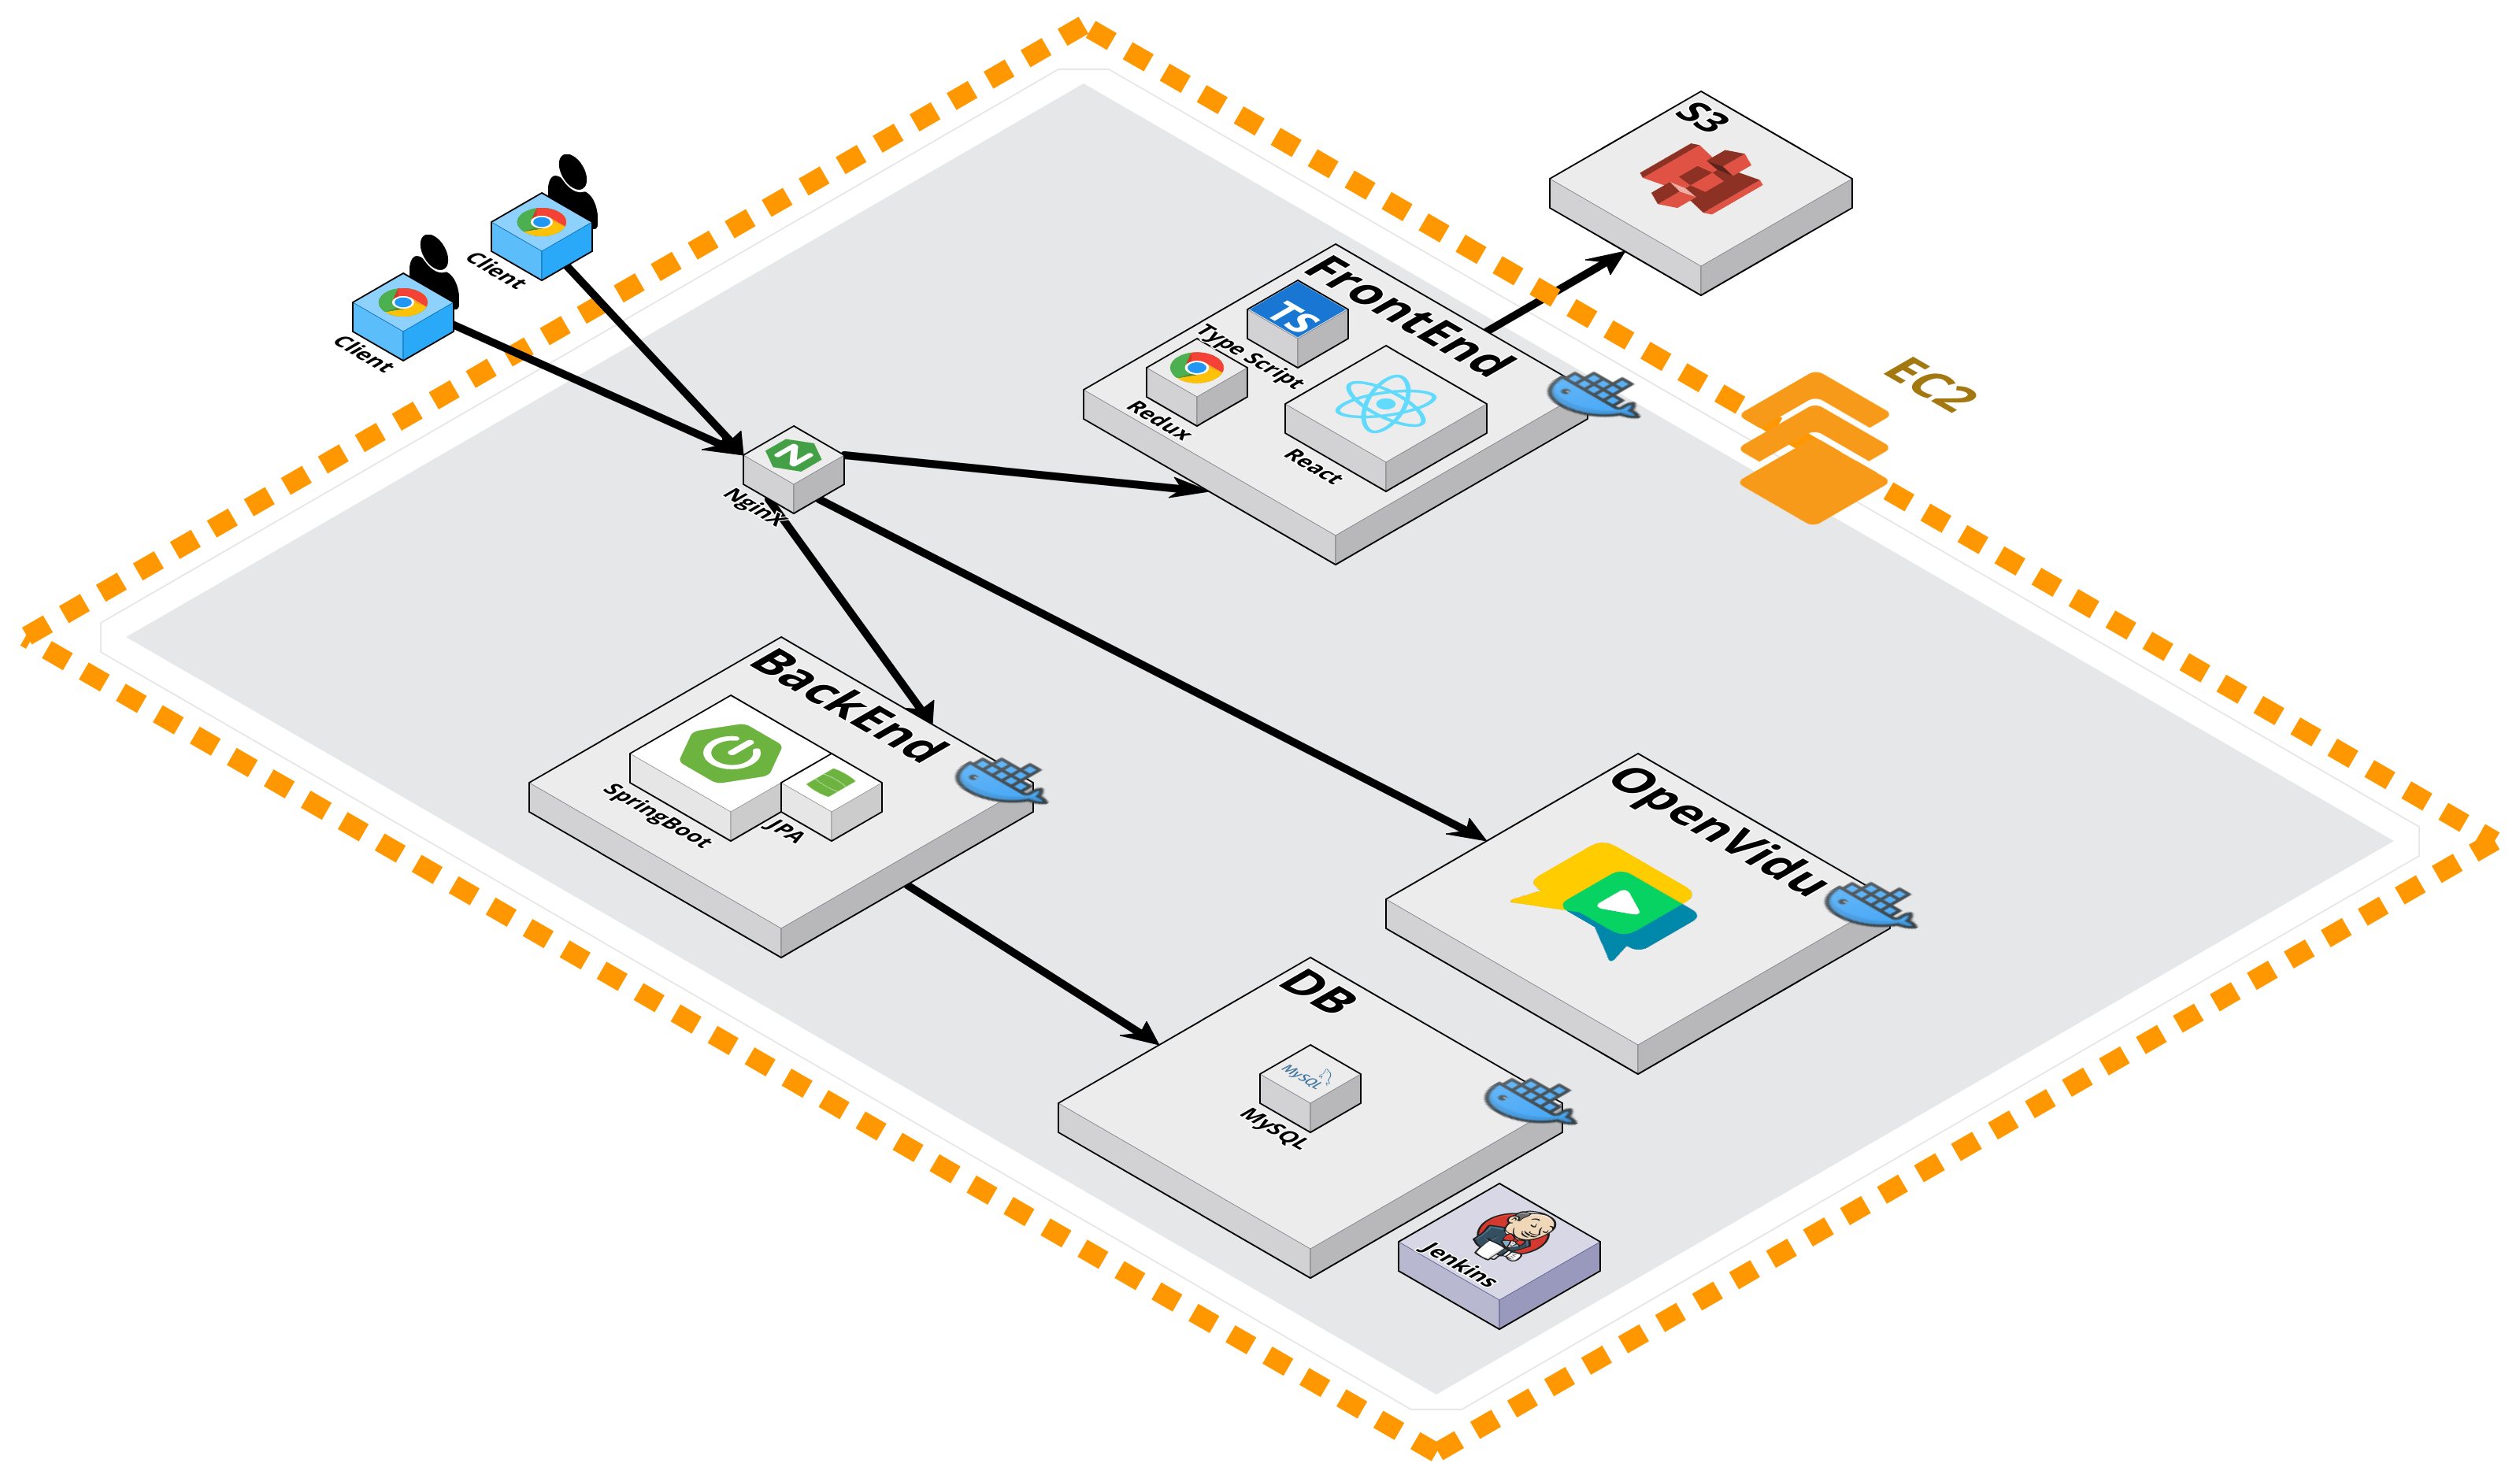 S3
Client
Client
FrontEnd
TS
Type Script
Redux
React
EC2
NginX
BackEnd
SpringBoot
JPA
OpenVidu
DB
MySQL
MySQL
Jenkins